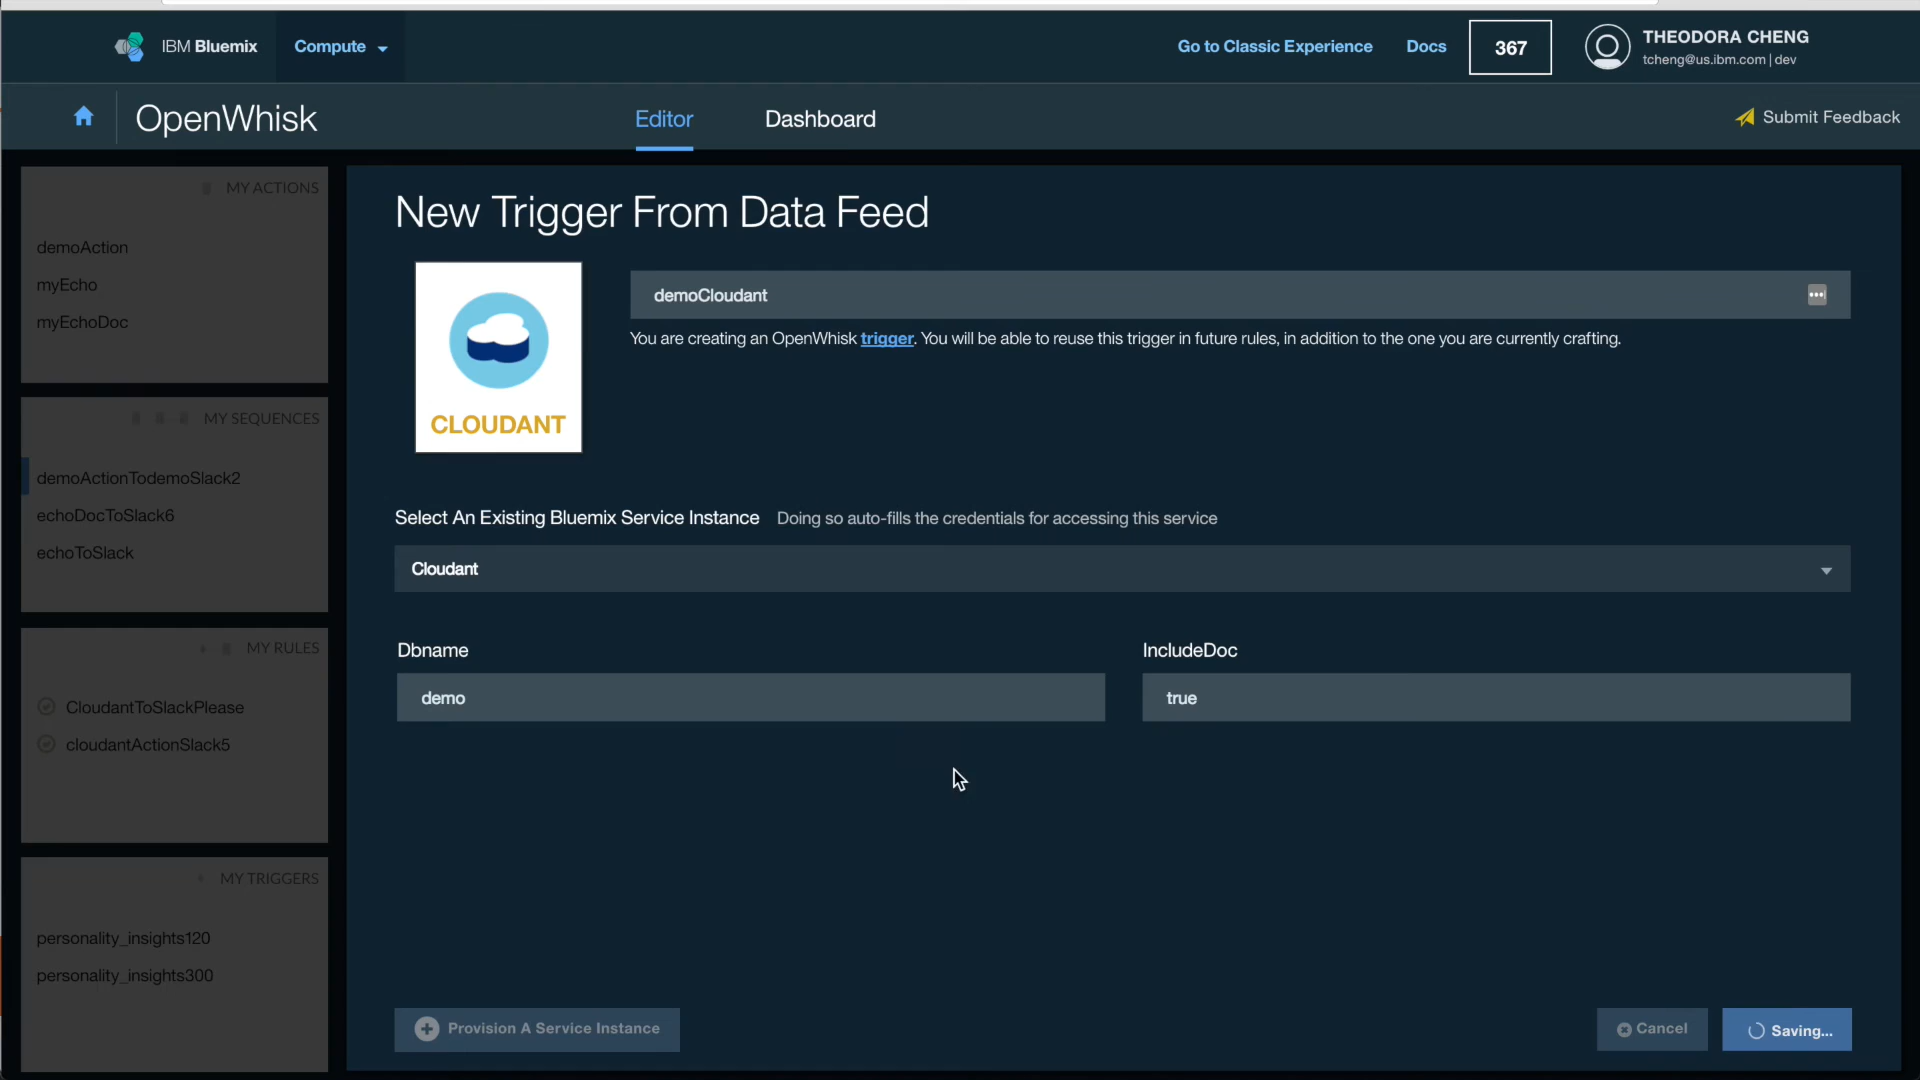 IBM Bluemix
Compute
Go to Classic Experience
Docs
367
THEODORA CHENG
tcheng@us.ibm.com | dev
OpenWhisk
Editor
Dashboard
Submit Feedback
MY ACTIONS
demoAction
myEcho
myEchoDoc
MY SEQUENCES
demoActionTodemoSlack2
echoDocToSlack6
echoToSlack
MY RULES
CloudantToSlackPlease
cloudantActionSlack5
MY TRIGGERS
personality_insights120
personality_insights300
New Trigger From Data Feed
CLOUDANT
demoCloudant
You are creating an OpenWhisk trigger. You will be able to reuse this trigger in future rules, in addition to the one you are currently crafting.
Select An Existing Bluemix Service Instance Doing so auto-fills the credentials for accessing this service
Cloudant
Dbname
IncludeDoc
demo
true
Provision A Service Instance
Cancel
Saving...